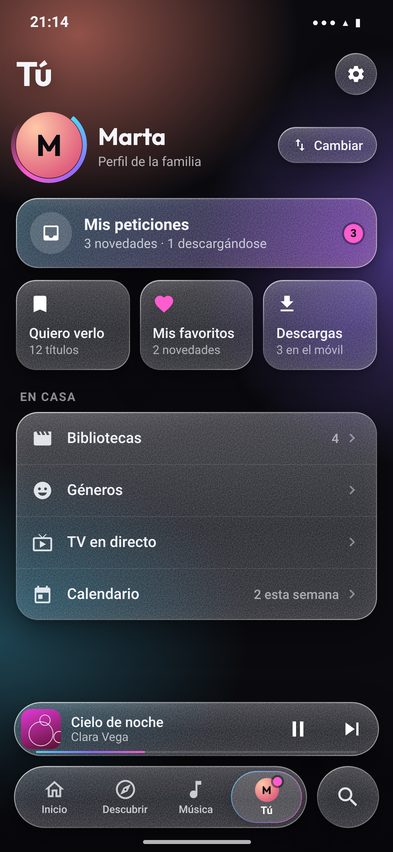 21:14
Tú
M
Marta
Perfil de la familia
Cambiar
Mis peticiones
3 novedades · 1 descargándose
3
Quiero verlo
12 títulos
Mis favoritos
2 novedades
Descargas
3 en el móvil
EN CASA
Bibliotecas
4
Géneros
TV en directo
Calendario
2 esta semana
Cielo de noche
Clara Vega
Inicio
Descubrir
Música
M
Tú